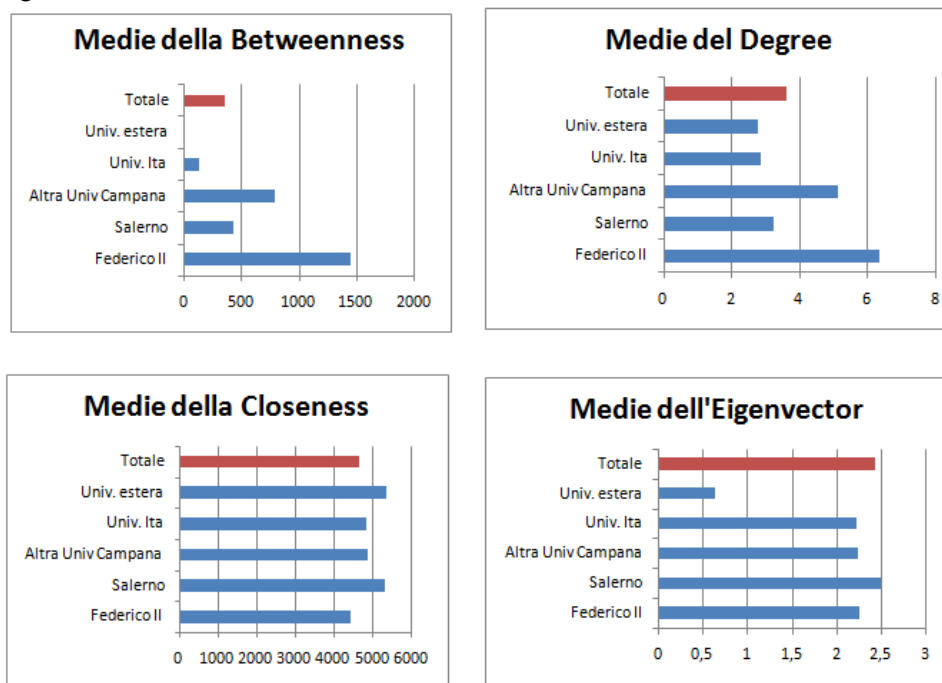 Medie della Betweenness
Totale
Univ. estera
Univ. Ita
Altra Univ Campana
Salerno
Federico II
0 500 1000 1500 2000
Medie del Degree
Totale
Univ. estera
Univ. Ita
Altra Univ Campana
Salerno
Federico II
0 2 4 6 8
Medie della Closeness
Totale
Univ. estera
Univ. Ita
Altra Univ Campana
Salerno
Federico II
0 1000 2000 3000 4000 5000 6000
Medie dell'Eigenvector
Totale
Univ. estera
Univ. Ita
Altra Univ Campana
Salerno
Federico II
0 0,5 1 1,5 2 2,5 3